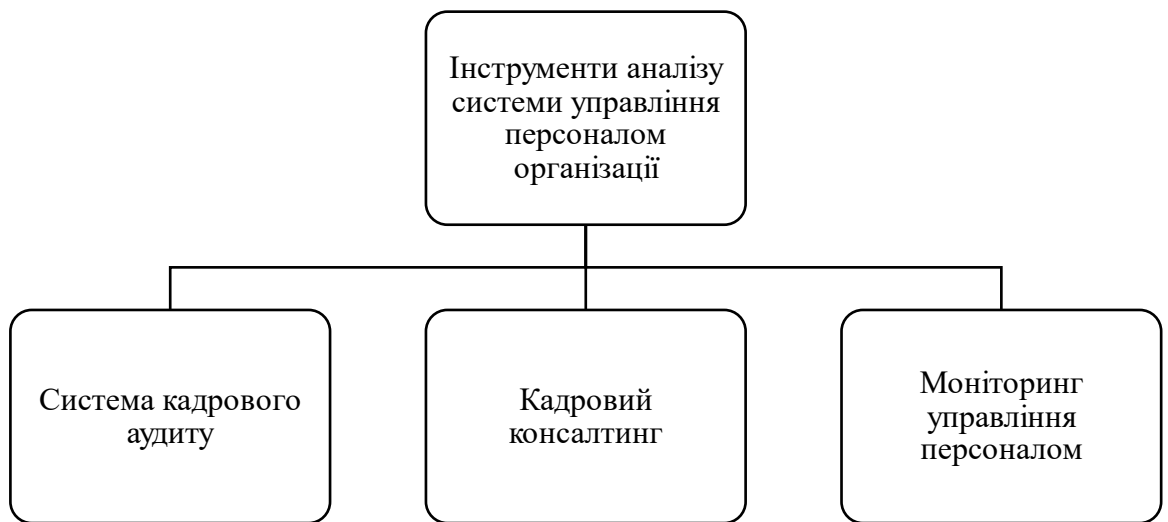 Інструменти аналізу
системи управління
персоналом
організації
Система кадрового
аудиту
Кадровий
консалтинг
Моніторинг
управління
персоналом